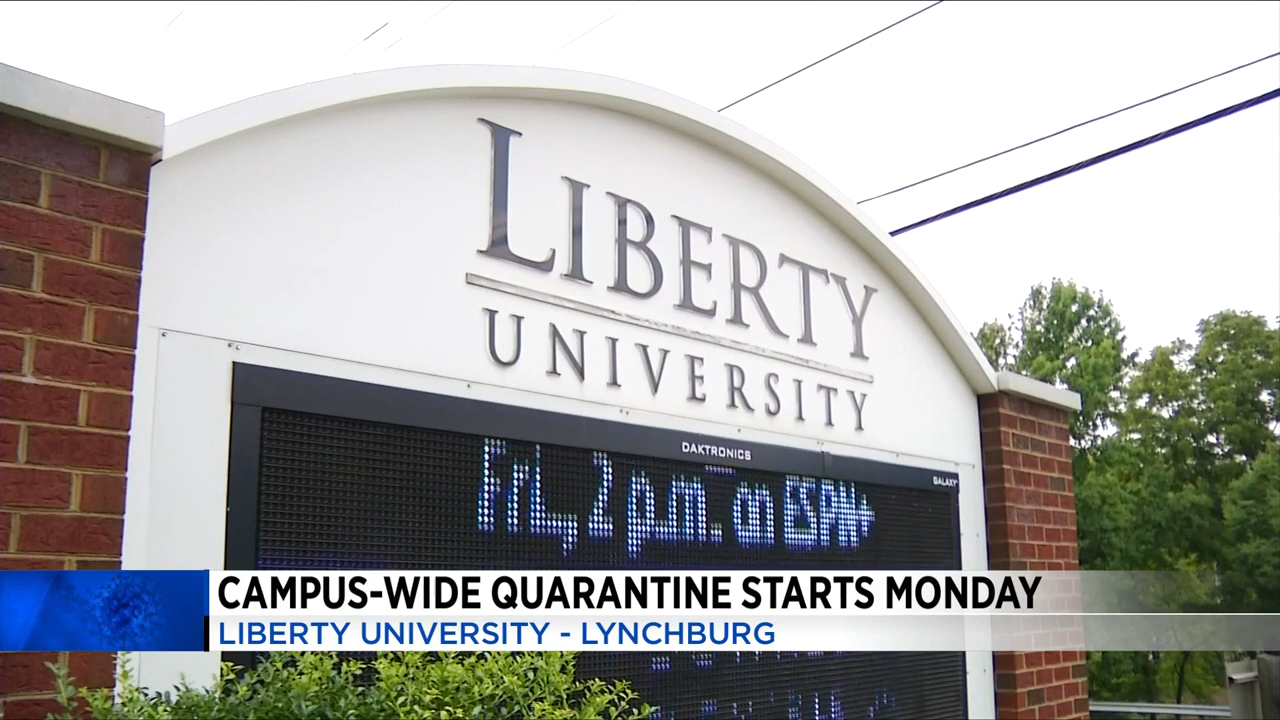 LIBERTY
UNIVERSITY
DAKTRONICS
GALAXY
Fri., 2 p.m. on ESPN+
CAMPUS-WIDE QUARANTINE STARTS MONDAY
LIBERTY UNIVERSITY - LYNCHBURG